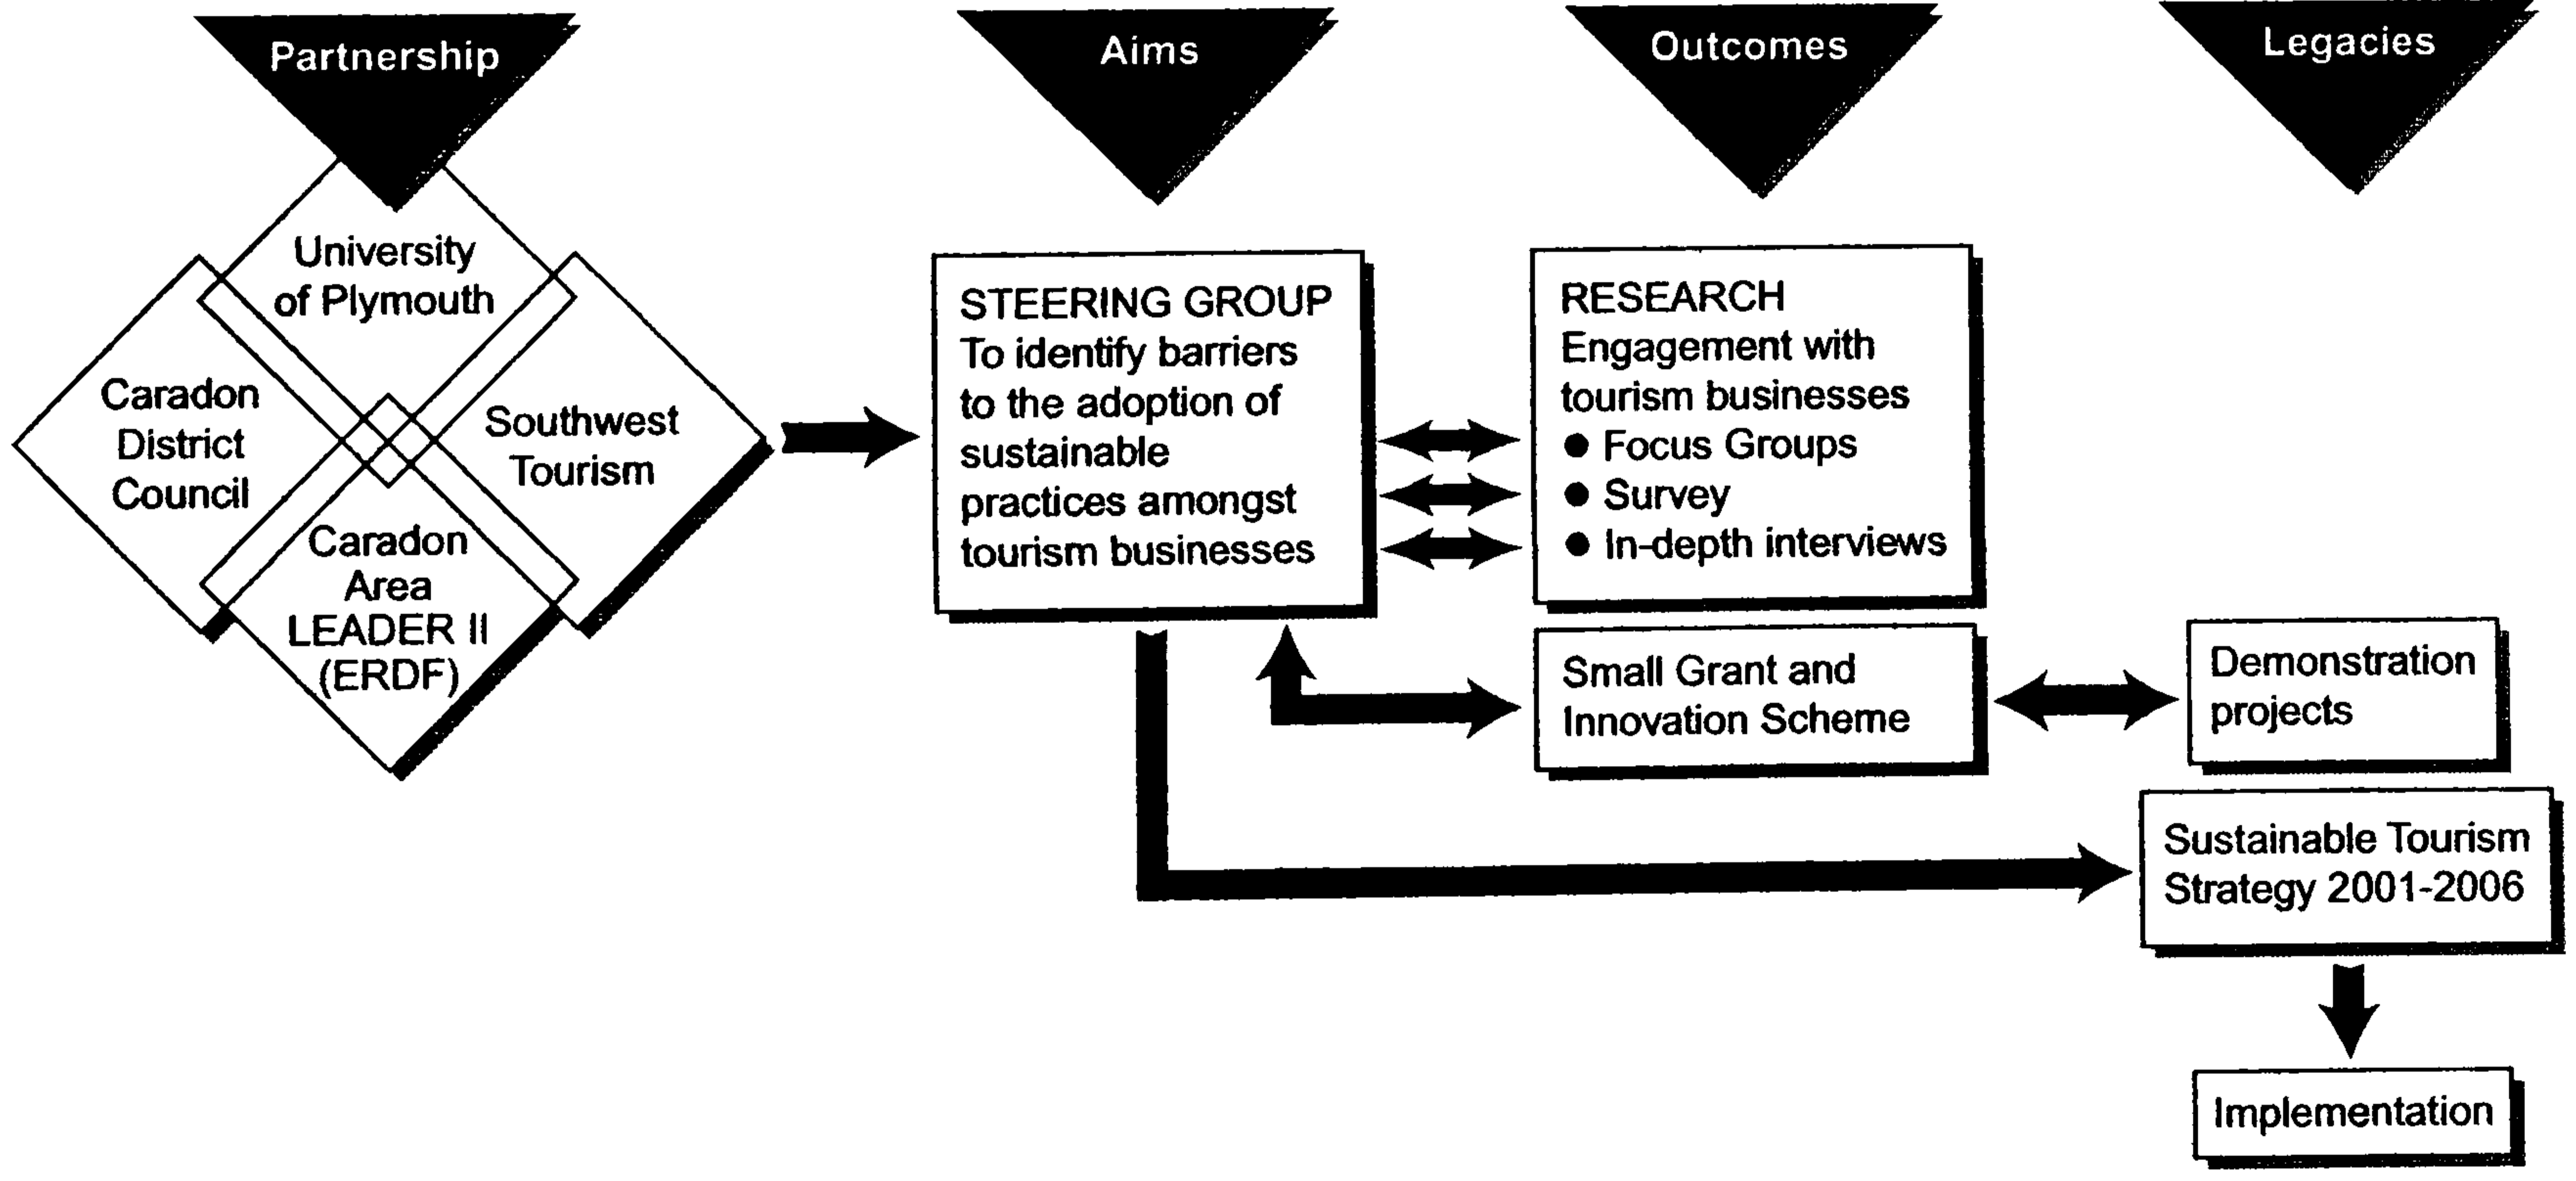 Partnership
Aims
Outcomes
Legacies
University
of Plymouth
Caradon
District
Council
Southwest
Tourism
Caradon
Area
LEADER II
(ERDF)
STEERING GROUP
To identify barriers
to the adoption of
sustainable
practices amongst
tourism businesses
RESEARCH
Engagement with
tourism businesses
● Focus Groups
● Survey
● In-depth interviews
Small Grant and
Innovation Scheme
Demonstration
projects
Sustainable Tourism
Strategy 2001-2006
Implementation